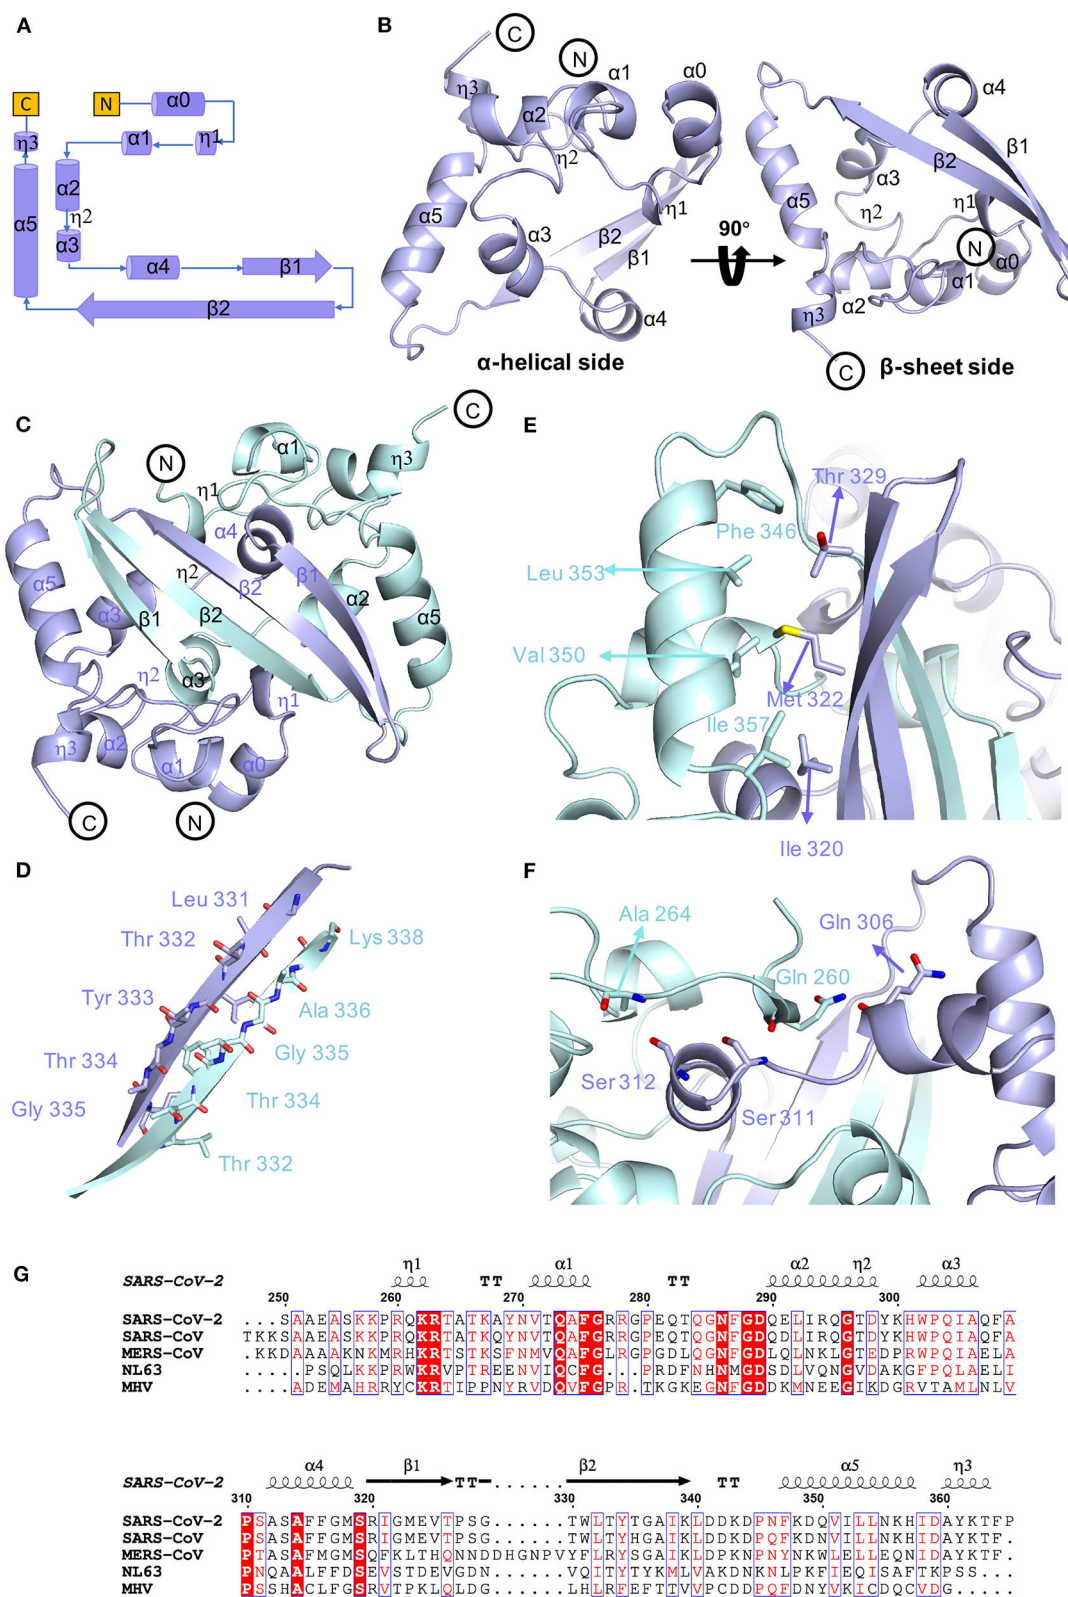 A
C
N
α0
η3
α1
η1
α2
α5
η2
α3
α4
β1
β2
B
C
N
α1
α0
η3
α2
η2
α5
η1
α3
β2
β1
α4
α-helical side
90°
α4
β1
β2
α3
α5
η2
η1
N
α0
α1
α2
η3
C
β-sheet side
C
C
N
α1
η3
η1
α4
α5
η2
β2
β1
α2
α3
β1
β2
α5
α3
η2
η1
η3
α2
α1
α0
C
N
D
Leu 331
Thr 332
Lys 338
Tyr 333
Ala 336
Thr 334
Gly 335
Gly 335
Thr 334
Thr 332
E
Thr 329
Phe 346
Leu 353
Val 350
Met 322
Ile 357
Ile 320
F
Ala 264
Gln 306
Gln 260
Ser 312
Ser 311
G
η1 α1 α2 η2 α3
SARS-CoV-2 TT TT
250 260 270 280 290 300
SARS-CoV-2 ....SAAEASKKPRQKRTATKAYNVTQAFGRRGPEQTQGNFGDQELIRQGTDYKHWPQIAQFA
SARS-CoV TKKSAAEASKKPRQKRTATKQYNVTQAFGRRGPEQTQGNFGDQDLIRQGTDYKHWPQIAQFA
MERS-CoV .KKDAAAAKNKMRHKRTSTKSFNMVQAFGLRGPGDLQGNFGDLQLNKLGTEDPRWPQIAELA
NL63 .....PSQLKKPRWKRVPTREENVIQCFG...PRDFNHNMGDSDLVQNGVDAKGFPQLAELI
MHV ....ADEMAHRRYCKRTIPPNYRVDQVFGPR.TKGKEGNFGDDKMNEEGIKDGRVTAMLNLV
α4 β1 β2 α5 η3
SARS-CoV-2 TT TT
310 320 330 340 350 360
SARS-CoV-2 PSASAFFGMSRIGMEVTPSG......TWLTYTGAIKLDDKDPNFKDQVILLNKHIDAYKTFP
SARS-CoV PSASAFFGMSRIGMEVTPSG......TWLTYHGAIKLDDKDPQFKDNVILLNKHIDAYKTFP
MERS-CoV PTASAFMGMSQFKLTHQNNDDHGNPVYFLRYSGAIKLDPKNPNYNKWLELLEQNIDAYKTF.
NL63 PNQAALFDSEVSTDEVGDN......VQITYTYKMLVAKDNKNLPKFIEQISAFTKPSS...
MHV PSSHACLFGSRVTPKLQLDG......LHLRFEFTTVVPCDDPQFDNYVKICDQCVDG.....